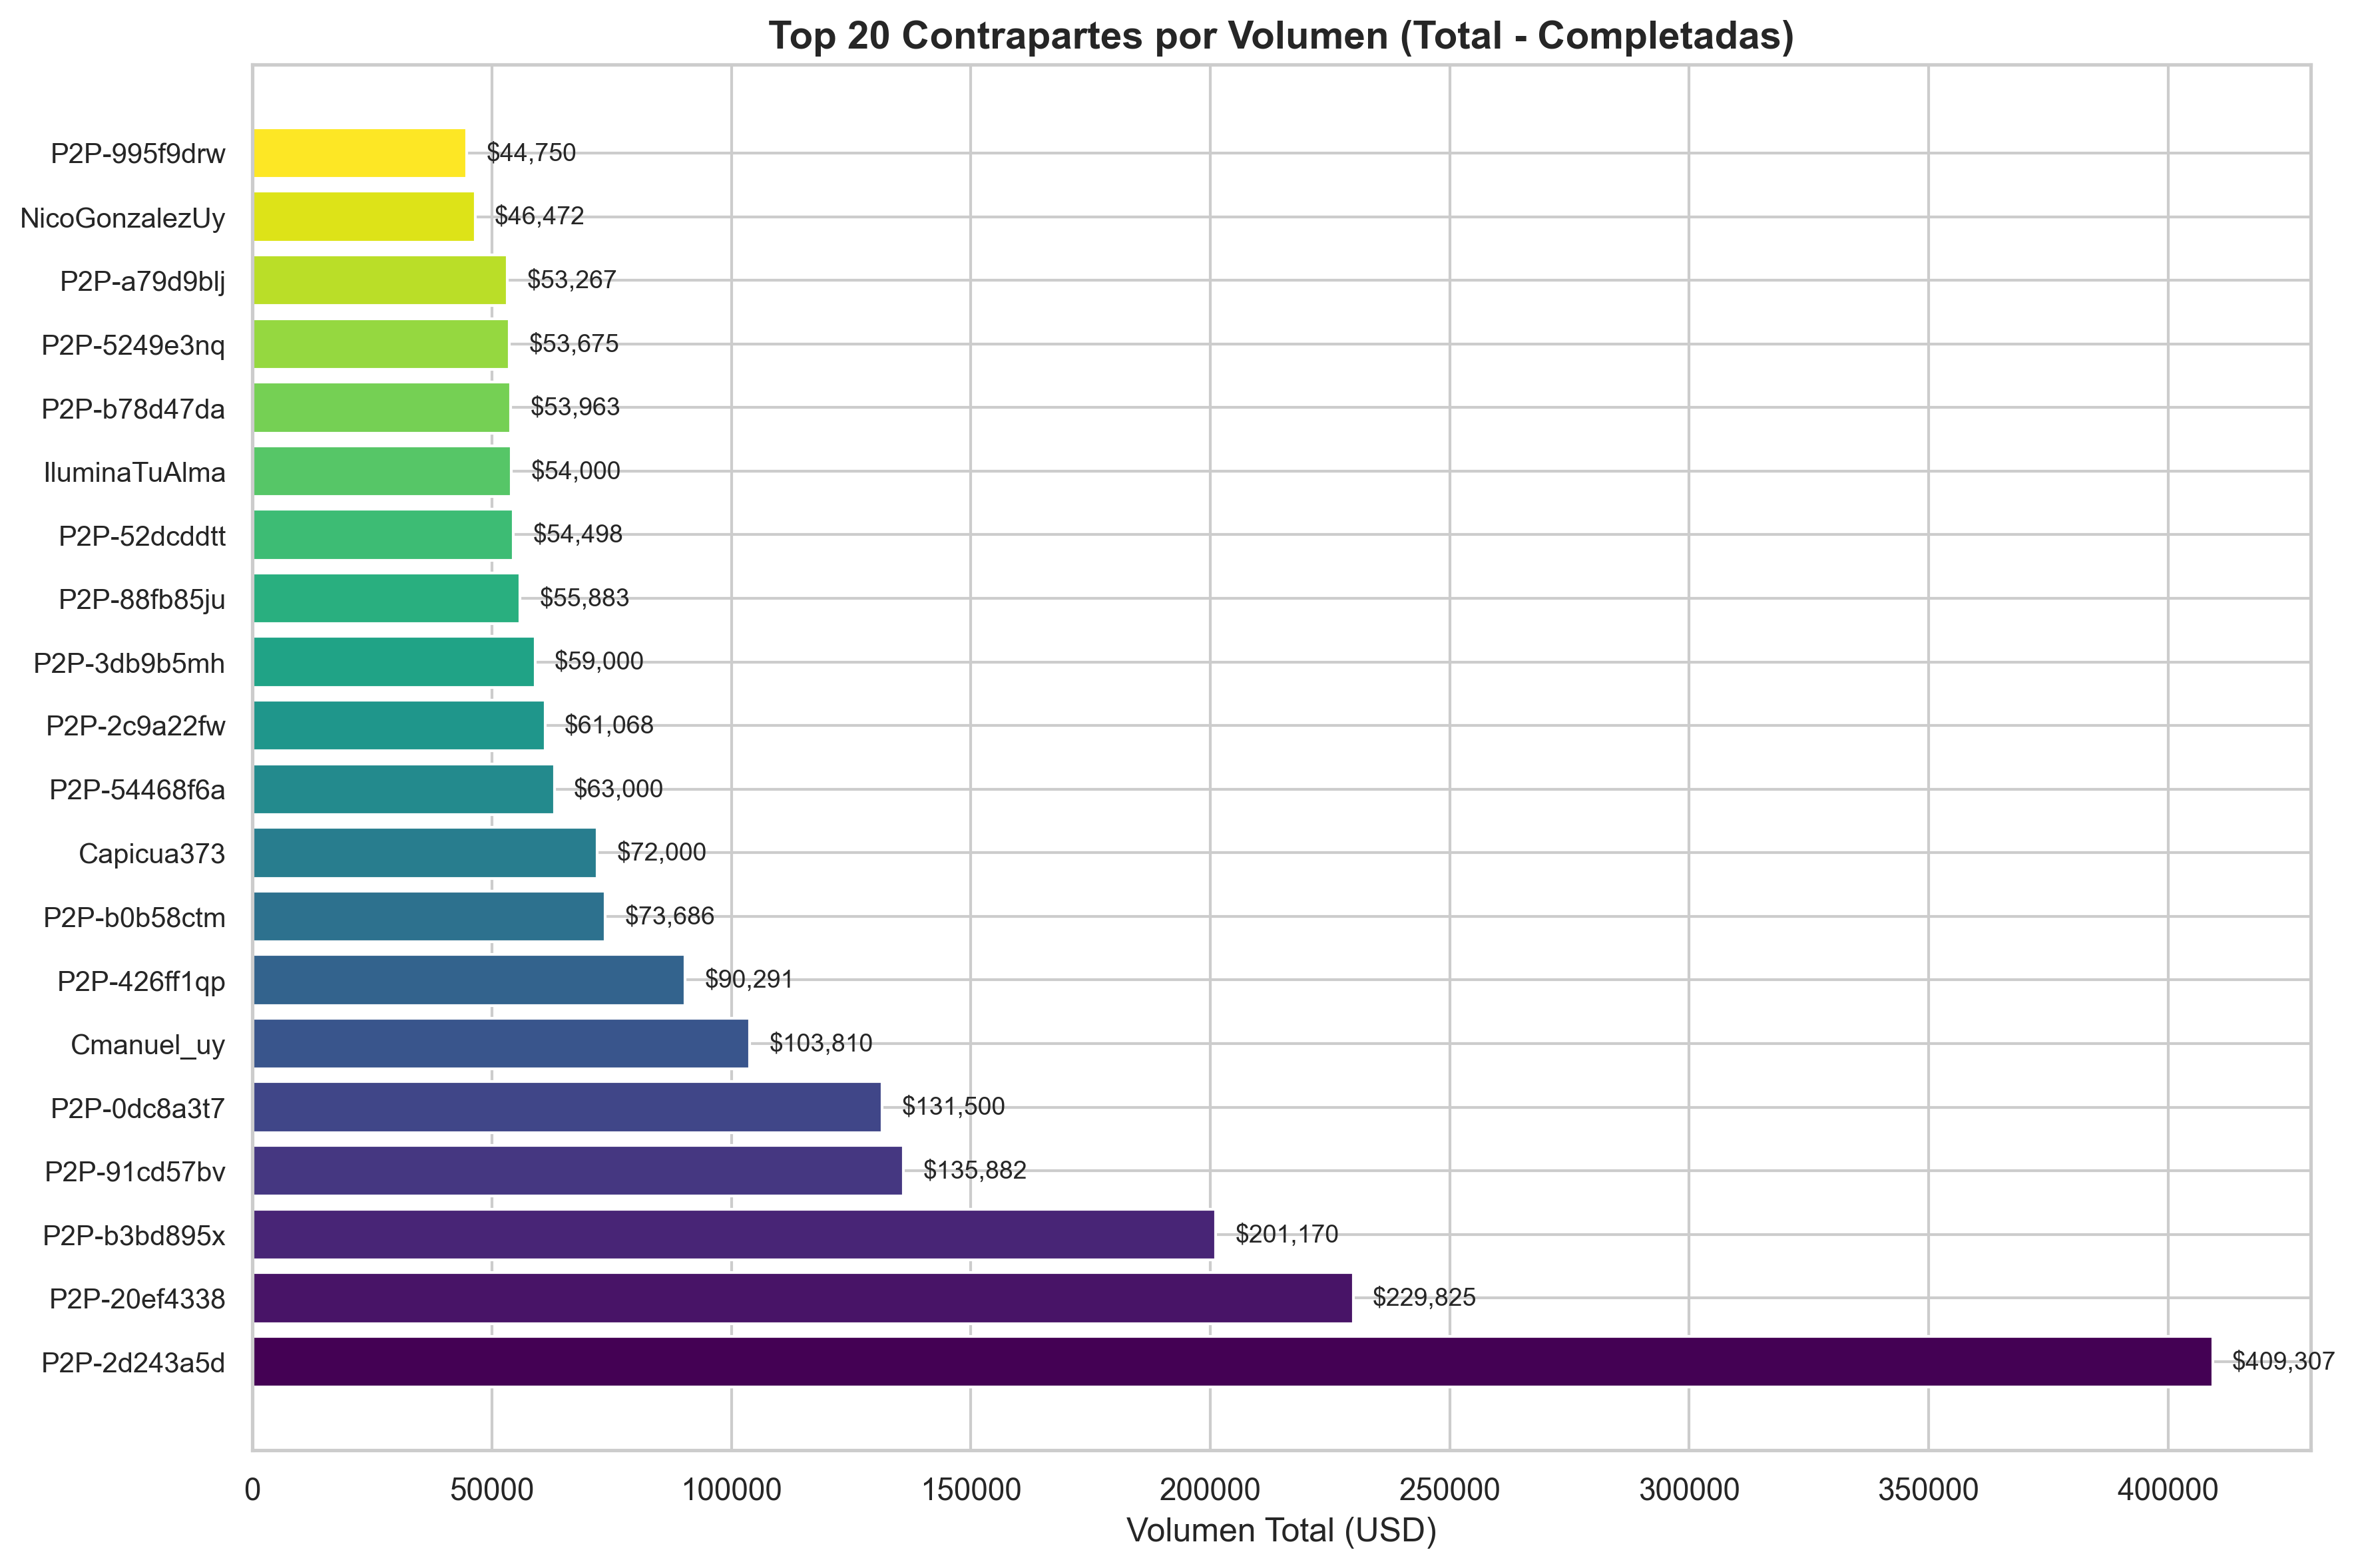 Top 20 Contrapartes por Volumen (Total - Completadas)
P2P-995f9drw $44,750
NicoGonzalezUy $46,472
P2P-a79d9blj $53,267
P2P-5249e3nq $53,675
P2P-b78d47da $53,963
IluminaTuAlma $54,000
P2P-52dcddtt $54,498
P2P-88fb85ju $55,883
P2P-3db9b5mh $59,000
P2P-2c9a22fw $61,068
P2P-54468f6a $63,000
Capicua373 $72,000
P2P-b0b58ctm $73,686
P2P-426ff1qp $90,291
Cmanuel_uy $103,810
P2P-0dc8a3t7 $131,500
P2P-91cd57bv $135,882
P2P-b3bd895x $201,170
P2P-20ef4338 $229,825
P2P-2d243a5d $409,307
0 50000 100000 150000 200000 250000 300000 350000 400000
Volumen Total (USD)